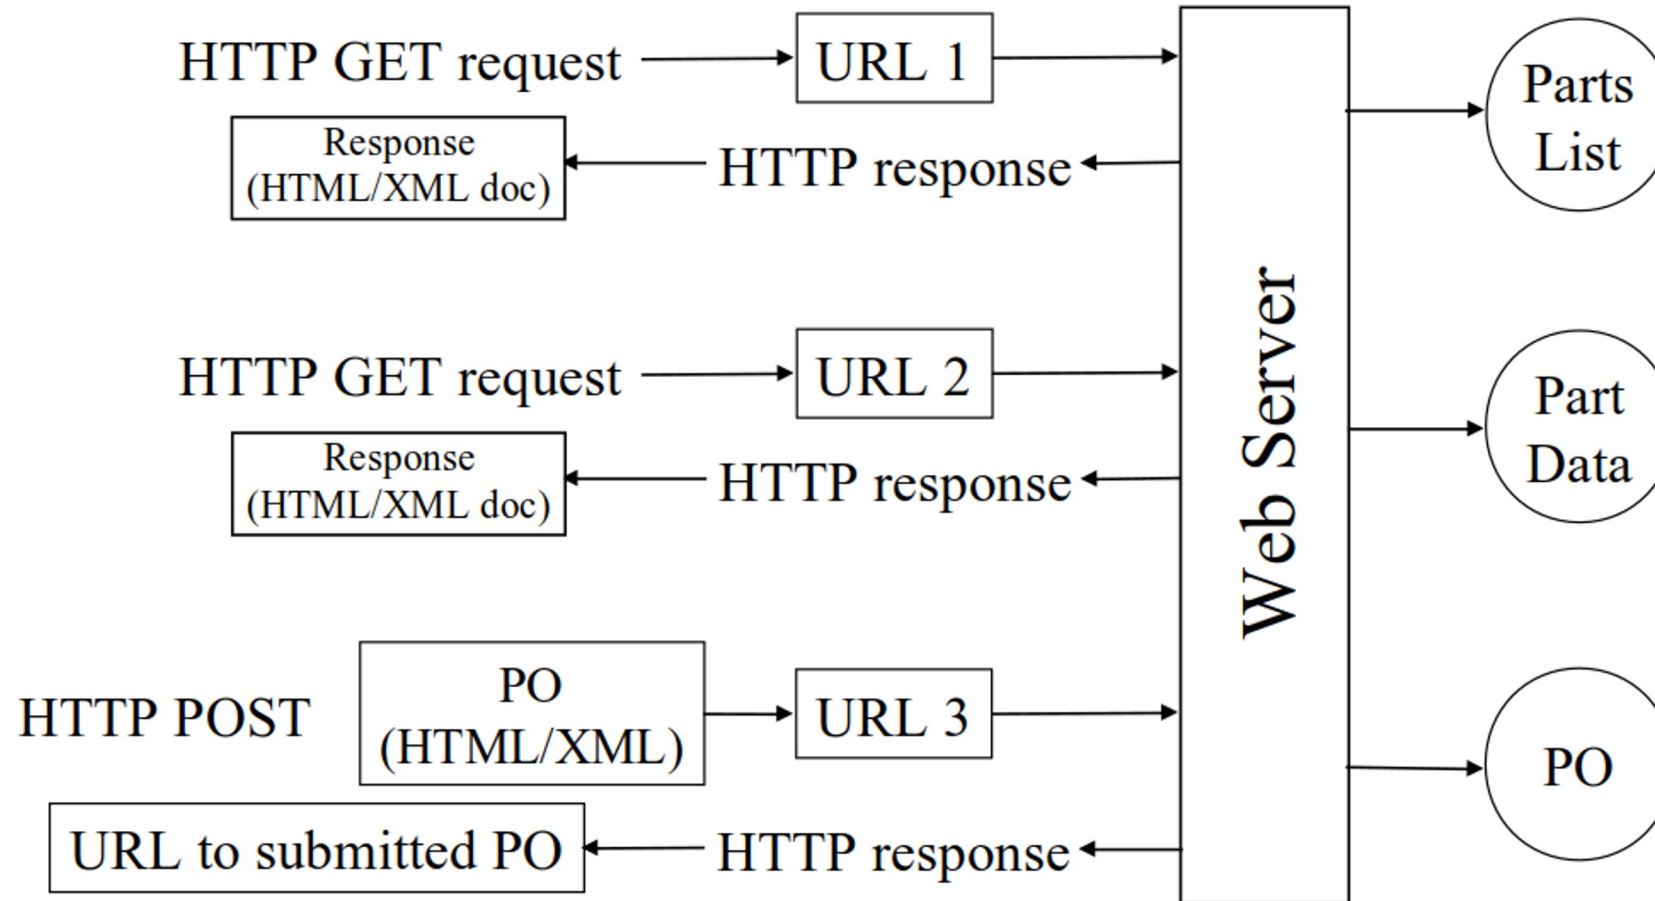 HTTP GET request
URL 1
Response
(HTML/XML doc)
HTTP response
Parts
List
HTTP GET request
URL 2
Response
(HTML/XML doc)
HTTP response
Web Server
Part
Data
HTTP POST
PO
(HTML/XML)
URL 3
PO
URL to submitted PO
HTTP response